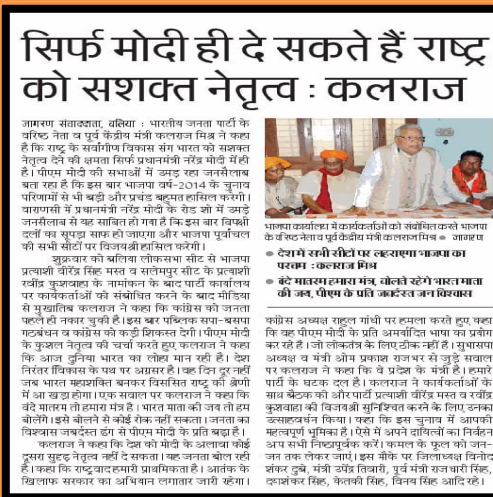 सिर्फ मोदी ही दे सकते हैं राष्ट्र
को सशक्त नेतृत्व : कलराज
जागरण संवाददाता, बलिया : भारतीय जनता पार्टी के
वरिष्ठ नेता व पूर्व केंद्रीय मंत्री कलराज मिश्र ने कहा
है कि राष्ट्र के सर्वांगीण विकास संग भारत को सशक्त
नेतृत्व देने की क्षमता सिर्फ प्रधानमंत्री नरेंद्र मोदी में ही
है। पीएम मोदी की सभाओं में उमड़ रहा जनसैलाब
बता रहा है कि इस बार भाजपा वर्ष-2014 के चुनाव
परिणामों से भी बड़ी और प्रचंड बहुमत हासिल करेगी।
वाराणसी में प्रधानमंत्री नरेंद्र मोदी के रोड शो में उमड़े
जनसैलाब से यह साबित हो गया है कि इस बार विपक्षी
दलों का सुपड़ा साफ हो जाएगा और भाजपा पूर्वांचल
की सभी सीटों पर विजयश्री हासिल करेगी।
शुक्रवार को बलिया लोकसभा सीट से भाजपा
प्रत्याशी वीरेंद्र सिंह मस्त व सलेमपुर सीट के प्रत्याशी
रवींद्र कुशवाहा के नामांकन के बाद पार्टी कार्यालय
पर कार्यकर्ताओं को संबोधित करने के बाद मीडिया
से मुखातिब कलराज ने कहा कि कांग्रेस को जनता
पहले ही नकार चुकी है। इस बार पब्लिक सपा-बसपा
गठबंधन व कांग्रेस को कड़ी शिकस्त देगी। पीएम मोदी
के कुशल नेतृत्व की चर्चा करते हुए कलराज ने कहा
कि आज दुनिया भारत का लोहा मान रही है। देश
निरंतर विकास के पथ पर अग्रसर है। वह दिन दूर नहीं
जब भारत महाशक्ति बनकर विससित राष्ट्र की श्रेणी
में आ खड़ा होगा। एक सवाल पर कलराज ने कहा कि
वंदे मातरम तो हमारा मंत्र है। भारत माता की जय तो हम
बोलेंगे। इसे बोलने से कोई रोक नहीं सकता। जनता का
विश्वास जबर्दस्त ढंग से पीएम मोदी के प्रति बढ़ा है।
कलराज ने कहा कि देश को मोदी के अलावा कोई
दूसरा सुदृढ़ नेतृत्व नहीं दे सकता। यह जनता बोल रही
है। कहा कि राष्ट्रवाद हमारी प्राथमिकता है। आतंक के
खिलाफ सरकार का अभियान लगातार जारी रहेगा।
भाजपा कार्यालय में कार्यकर्ताओं को संबोधित करते भाजपा
के वरिष्ठ नेता व पूर्व केंद्रीय मंत्री कलराज मिश्र ● जागरण
● देश में सभी सीटों पर लहराएगा भाजपा का
परचम : कलराज मिश्र
● वंदे मातरम हमारा मंत्र, बोलते रहेंगे भारत माता
की जय, पीएम के प्रति जबर्दस्त जन विश्वास
कांग्रेस अध्यक्ष राहुल गांधी पर हमला करते हुए कहा
कि वह पीएम मोदी के प्रति अमर्यादित भाषा का प्रयोग
कर रहे हैं। जो लोकतंत्र के लिए ठीक नहीं है। सुभासपा
अध्यक्ष व मंत्री ओम प्रकाश राजभर से जुड़े सवाल
पर कलराज ने कहा कि वे प्रदेश के मंत्री है। हमारे
पार्टी के घटक दल है। कलराज ने कार्यकर्ताओं के
साथ बैठक की और पार्टी प्रत्याशी वीरेंद्र मस्त व रवींद्र
कुशवाहा की विजयश्री सुनिश्चित करने के लिए उनका
उत्साहवर्धन किया। कहा कि इस चुनाव में आपकी
महत्वपूर्ण भूमिका है। ऐसे में अपने दायित्वों का निर्वहन
आप सभी निष्ठापूर्वक करें। कमल के फूल को जन-
जन तक लेकर जाएं। इस मौके पर जिलाध्यक्ष विनोद
शंकर दुबे, मंत्री उपेंद्र तिवारी, पूर्व मंत्री राजधारी सिंह,
दयाशंकर सिंह, केतकी सिंह, विनय सिंह आदि रहे।